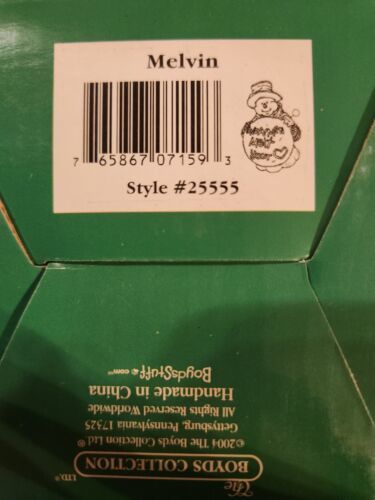 Melvin
7 65867 07159 3
Style #25555
The
BOYDS COLLECTION
LTD.®
©2004 The Boyds Collection Ltd®
Gettysburg, Pennsylvania 17325
All Rights Reserved Worldwide
Handmade in China
BoydsStuff.com™